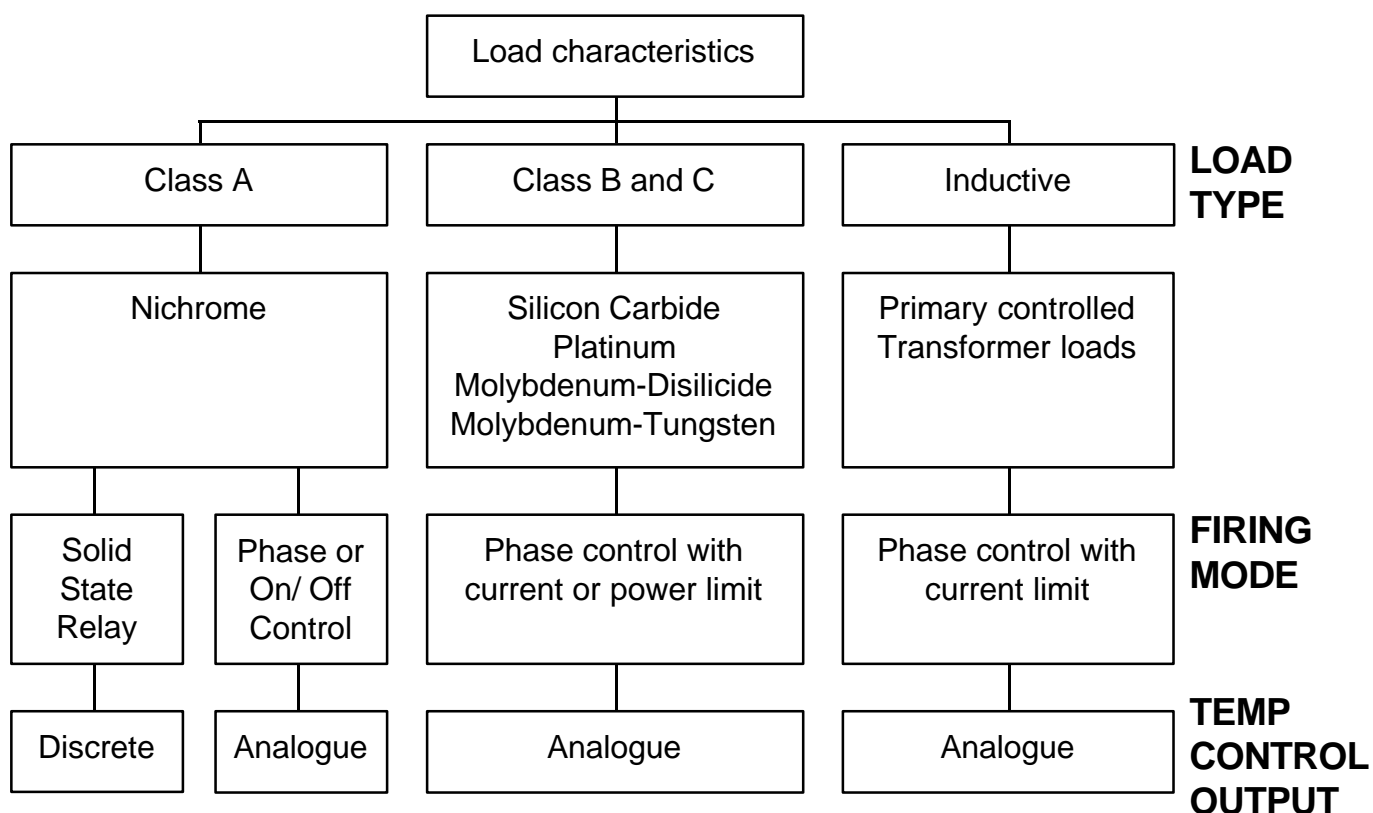 Load characteristics
Class A
Class B and C
Inductive
LOAD
TYPE
Nichrome
Silicon Carbide
Platinum
Molybdenum-Disilicide
Molybdenum-Tungsten
Primary controlled
Transformer loads
Solid
State
Relay
Phase or
On/ Off
Control
Phase control with
current or power limit
Phase control with
current limit
FIRING
MODE
Discrete
Analogue
Analogue
Analogue
TEMP
CONTROL
OUTPUT